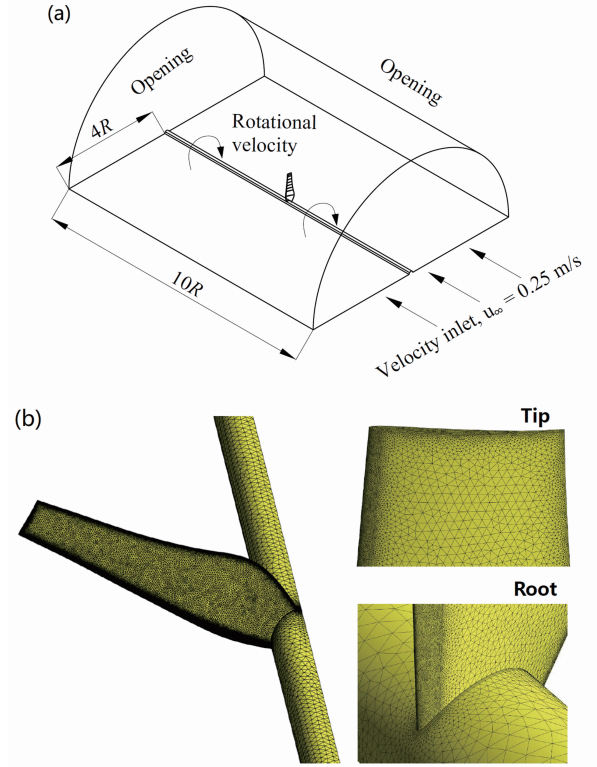 (a)
Opening
Opening
4R
Rotational
velocity
10R
Velocity inlet, u∞ = 0.25 m/s
(b)
Tip
Root